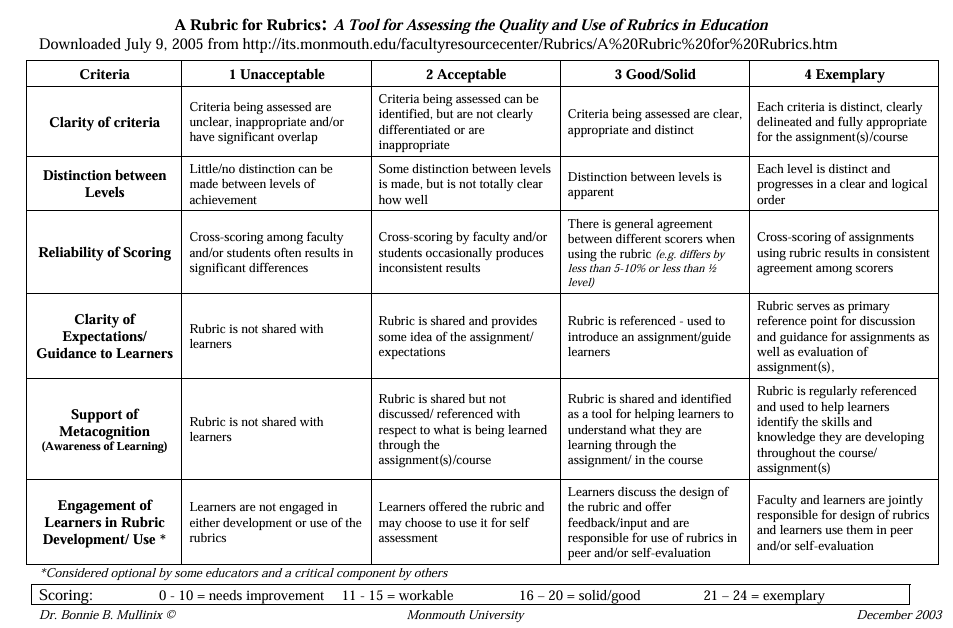 A Rubric for Rubrics: A Tool for Assessing the Quality and Use of Rubrics in Education
Downloaded July 9, 2005 from http://its.monmouth.edu/facultyresourcecenter/Rubrics/A%20Rubric%20for%20Rubrics.htm
Criteria
1 Unacceptable
2 Acceptable
3 Good/Solid
4 Exemplary
Clarity of criteria
Criteria being assessed are
unclear, inappropriate and/or
have significant overlap
Criteria being assessed can be
identified, but are not clearly
differentiated or are
inappropriate
Criteria being assessed are clear,
appropriate and distinct
Each criteria is distinct, clearly
delineated and fully appropriate
for the assignment(s)/course
Distinction between
Levels
Little/no distinction can be
made between levels of
achievement
Some distinction between levels
is made, but is not totally clear
how well
Distinction between levels is
apparent
Each level is distinct and
progresses in a clear and logical
order
Reliability of Scoring
Cross-scoring among faculty
and/or students often results in
significant differences
Cross-scoring by faculty and/or
students occasionally produces
inconsistent results
There is general agreement
between different scorers when
using the rubric (e.g. differs by
less than 5-10% or less than ½
level)
Cross-scoring of assignments
using rubric results in consistent
agreement among scorers
Clarity of
Expectations/
Guidance to Learners
Rubric is not shared with
learners
Rubric is shared and provides
some idea of the assignment/
expectations
Rubric is referenced - used to
introduce an assignment/guide
learners
Rubric serves as primary
reference point for discussion
and guidance for assignments as
well as evaluation of
assignment(s),
Support of
Metacognition
(Awareness of Learning)
Rubric is not shared with
learners
Rubric is shared but not
discussed/ referenced with
respect to what is being learned
through the
assignment(s)/course
Rubric is shared and identified
as a tool for helping learners to
understand what they are
learning through the
assignment/ in the course
Rubric is regularly referenced
and used to help learners
identify the skills and
knowledge they are developing
throughout the course/
assignment(s)
Engagement of
Learners in Rubric
Development/ Use *
Learners are not engaged in
either development or use of the
rubrics
Learners offered the rubric and
may choose to use it for self
assessment
Learners discuss the design of
the rubric and offer
feedback/input and are
responsible for use of rubrics in
peer and/or self-evaluation
Faculty and learners are jointly
responsible for design of rubrics
and learners use them in peer
and/or self-evaluation
*Considered optional by some educators and a critical component by others
Scoring: 0 - 10 = needs improvement 11 - 15 = workable 16 – 20 = solid/good 21 – 24 = exemplary
Dr. Bonnie B. Mullinix © Monmouth University December 2003